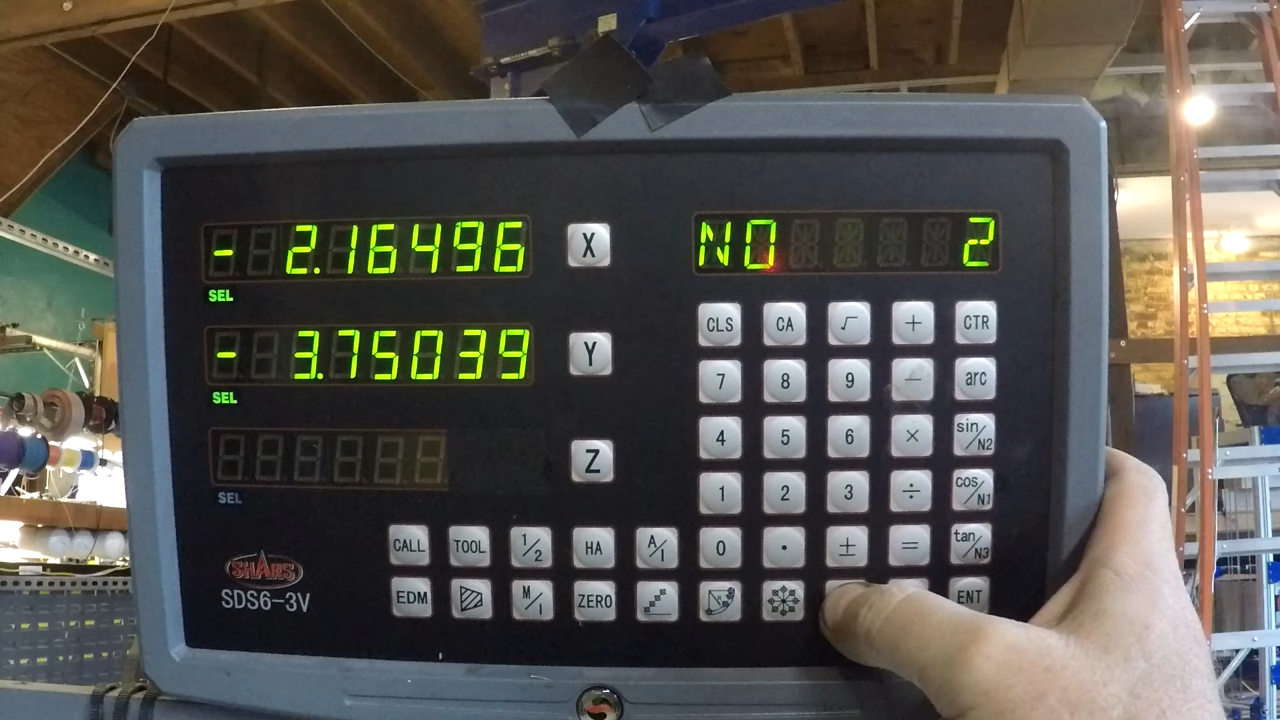 - 2.16496 X NO 2
SEL
CLS CA √ + CTR
- 3.75039 Y
7 8 9 − arc
SEL
4 5 6 × sin/N2
Z
1 2 3 ÷ cos/N1
SEL
CALL TOOL 1/2 HA A/I 0 • ± = tan/N3
SHARS
EDM M/I ZERO ENT
SDS6-3V